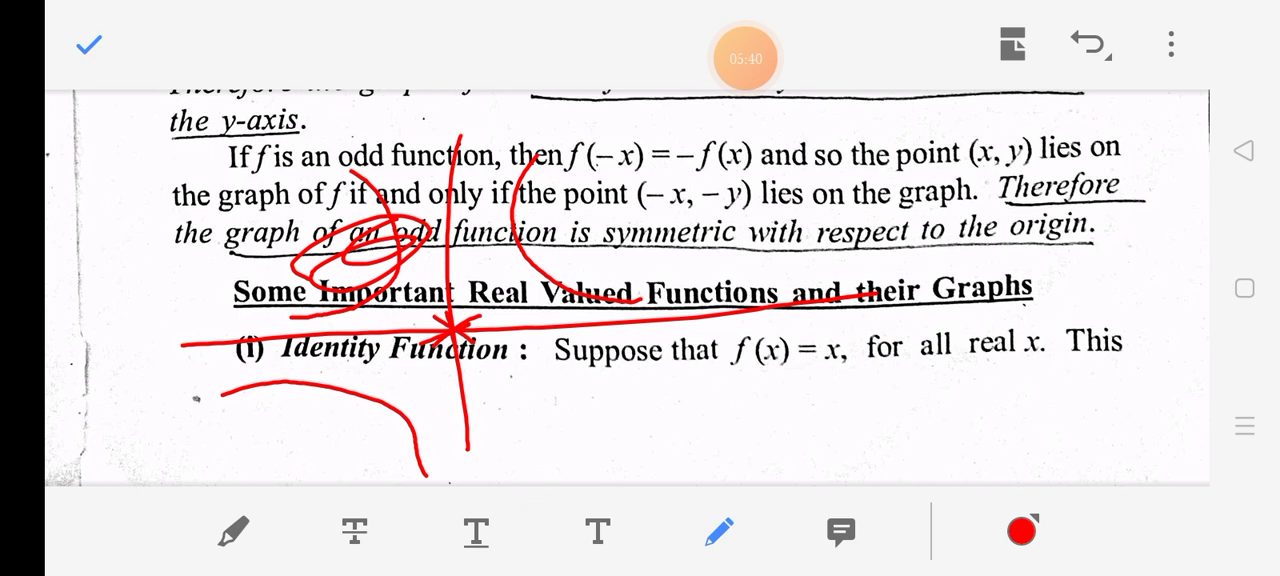 05:40
the y-axis.
If f is an odd function, then f (– x) = – f (x) and so the point (x, y) lies on
the graph of f if and only if the point (– x, – y) lies on the graph. Therefore
the graph of an odd function is symmetric with respect to the origin.
Some Important Real Valued Functions and their Graphs
(i) Identity Function : Suppose that f (x) = x, for all real x. This